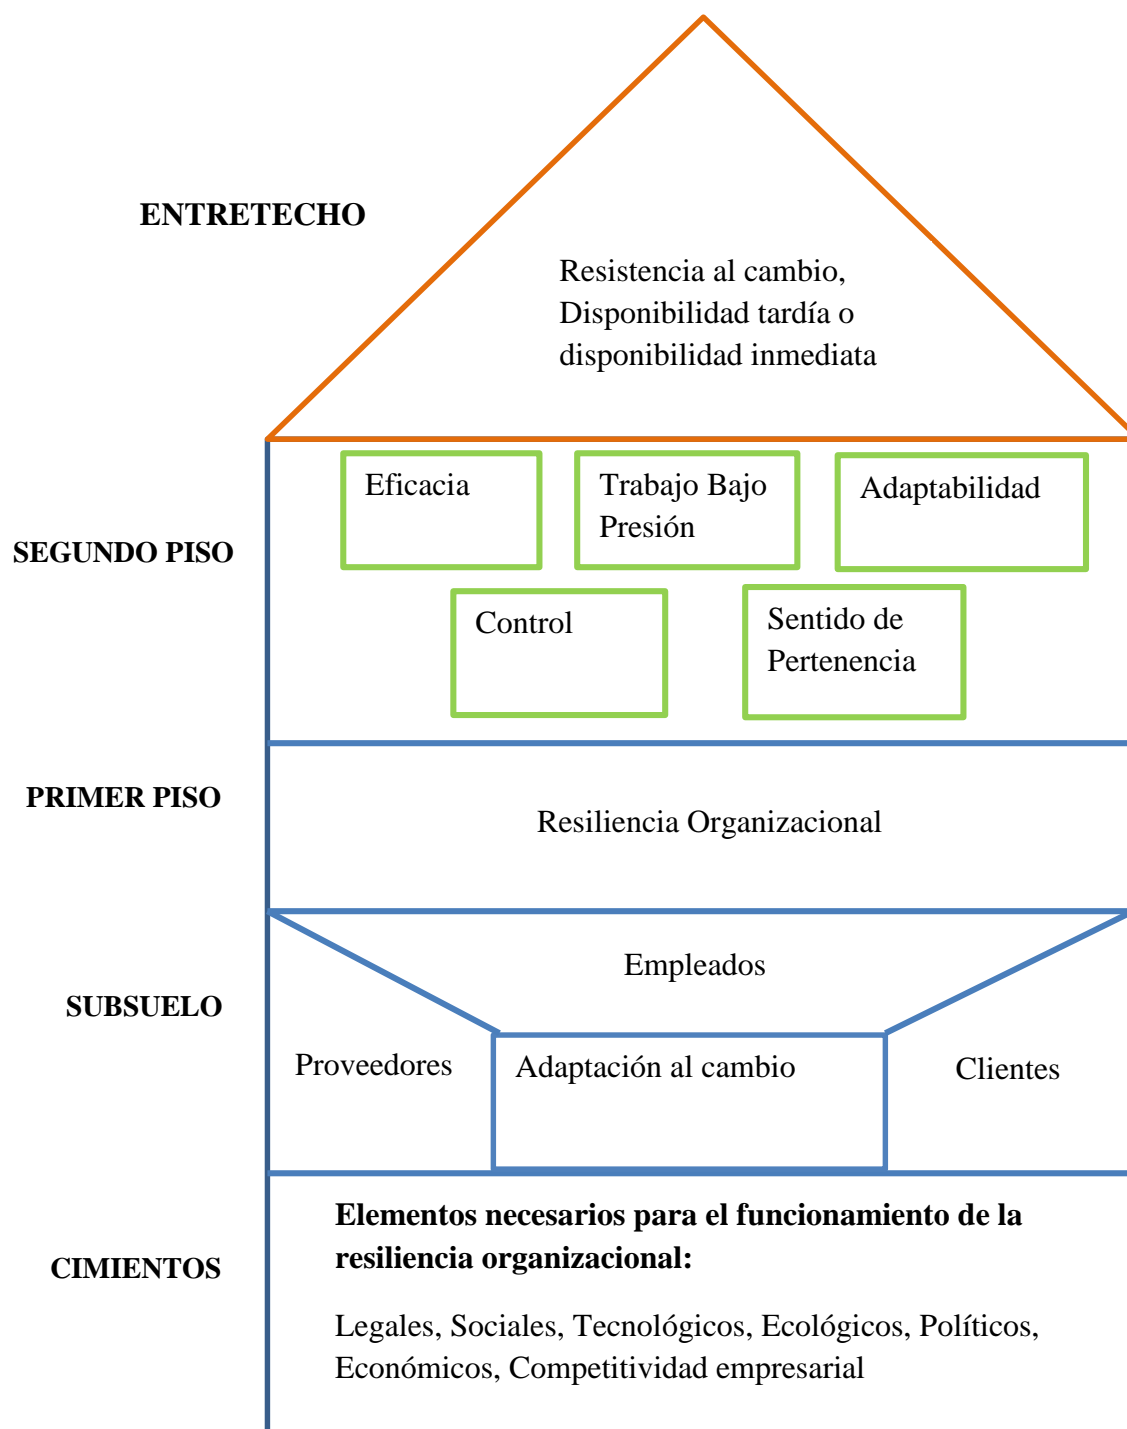 ENTRETECHO
Resistencia al cambio,
Disponibilidad tardía o
disponibilidad inmediata
SEGUNDO PISO
Eficacia
Trabajo Bajo
Presión
Adaptabilidad
Control
Sentido de
Pertenencia
PRIMER PISO
Resiliencia Organizacional
SUBSUELO
Empleados
Proveedores
Adaptación al cambio
Clientes
CIMIENTOS
Elementos necesarios para el funcionamiento de la
resiliencia organizacional:
Legales, Sociales, Tecnológicos, Ecológicos, Políticos,
Económicos, Competitividad empresarial